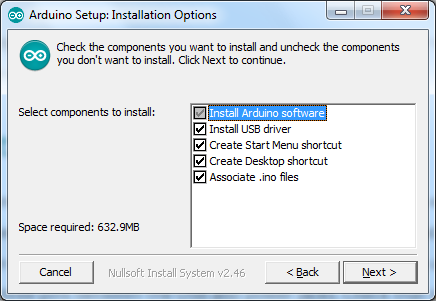 Arduino Setup: Installation Options
Check the components you want to install and uncheck the components
you don't want to install. Click Next to continue.
Select components to install:
Install Arduino software
Install USB driver
Create Start Menu shortcut
Create Desktop shortcut
Associate .ino files
Space required: 632.9MB
Cancel
Nullsoft Install System v2.46
< Back
Next >